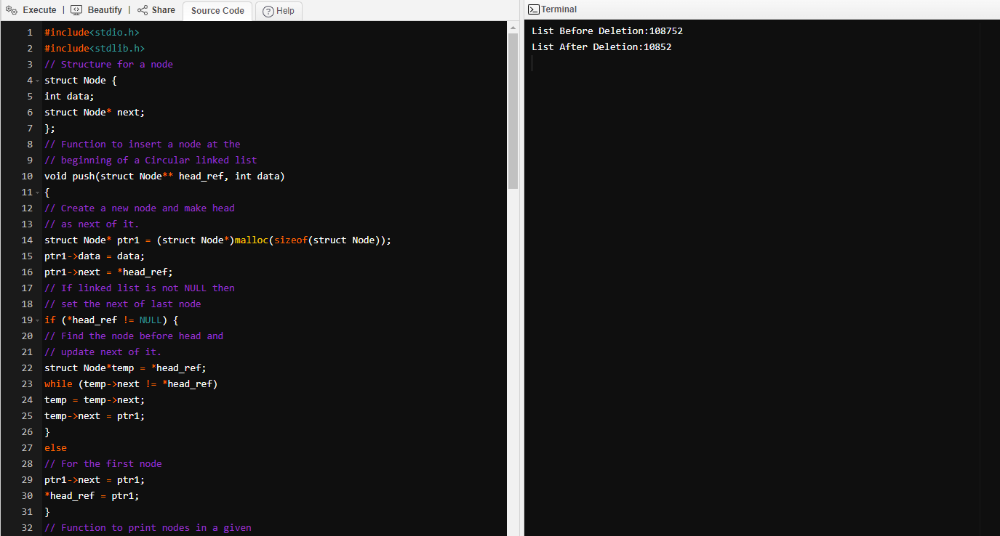 Execute | Beautify | Share Source Code Help
1 #include<stdio.h>
2 #include<stdlib.h>
3 // Structure for a node
4 struct Node {
5 int data;
6 struct Node* next;
7 };
8 // Function to insert a node at the
9 // beginning of a Circular linked list
10 void push(struct Node** head_ref, int data)
11 {
12 // Create a new node and make head
13 // as next of it.
14 struct Node* ptr1 = (struct Node*)malloc(sizeof(struct Node));
15 ptr1->data = data;
16 ptr1->next = *head_ref;
17 // If linked list is not NULL then
18 // set the next of last node
19 if (*head_ref != NULL) {
20 // Find the node before head and
21 // update next of it.
22 struct Node*temp = *head_ref;
23 while (temp->next != *head_ref)
24 temp = temp->next;
25 temp->next = ptr1;
26 }
27 else
28 // For the first node
29 ptr1->next = ptr1;
30 *head_ref = ptr1;
31 }
32 // Function to print nodes in a given
Terminal
List Before Deletion:108752
List After Deletion:10852